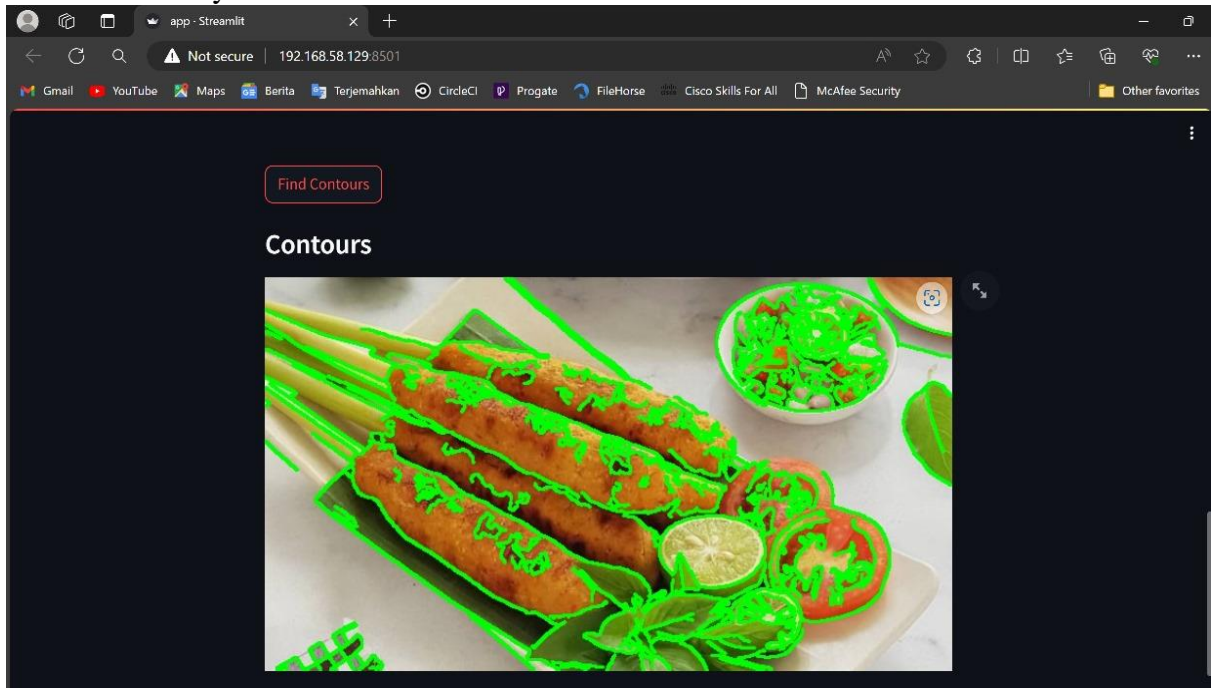 app · Streamlit
Not secure 192.168.58.129:8501
Gmail YouTube Maps GE Berita Terjemahkan CircleCI Progate FileHorse Cisco Skills For All McAfee Security Other favorites
Find Contours
Contours